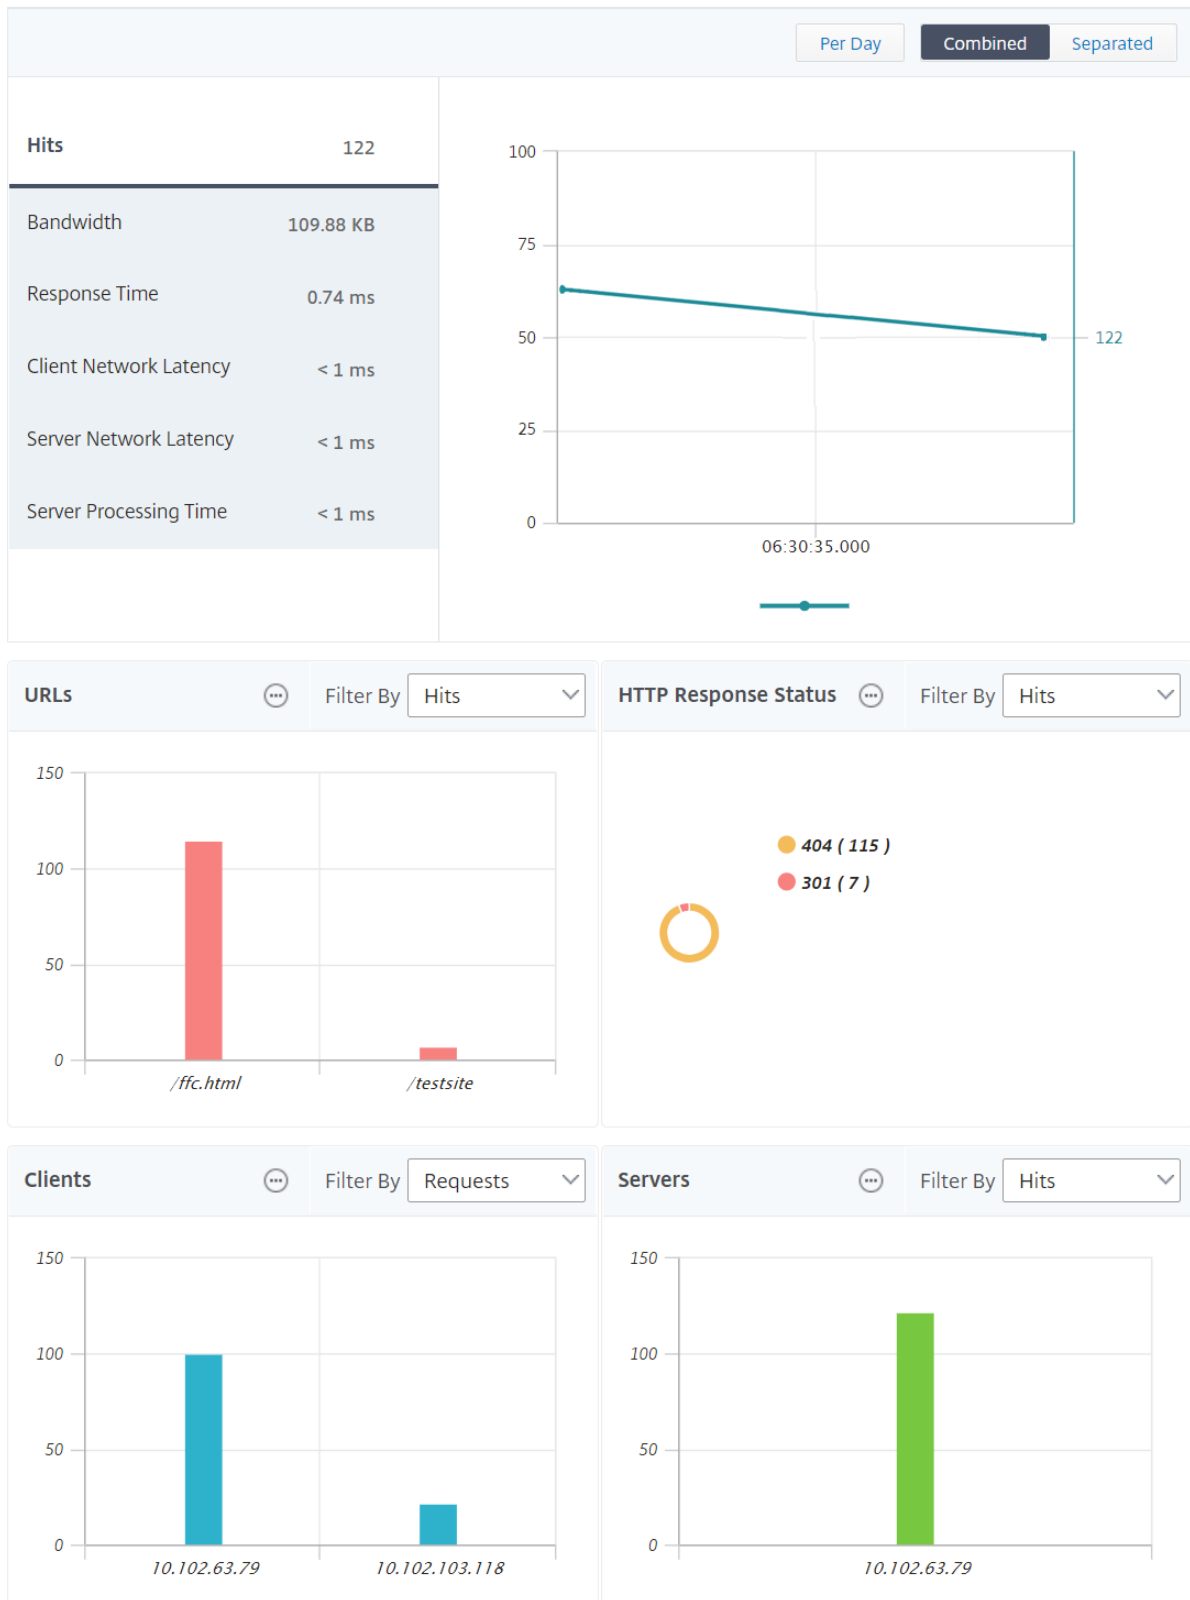 Per Day Combined Separated
Hits 122
Bandwidth 109.88 KB
Response Time 0.74 ms
Client Network Latency < 1 ms
Server Network Latency < 1 ms
Server Processing Time < 1 ms
100
75
50
25
0
122
06:30:35.000
URLs Filter By Hits
150
100
50
0
/ffc.html /testsite
HTTP Response Status Filter By Hits
404 ( 115 )
301 ( 7 )
Clients Filter By Requests
150
100
50
0
10.102.63.79 10.102.103.118
Servers Filter By Hits
150
100
50
0
10.102.63.79